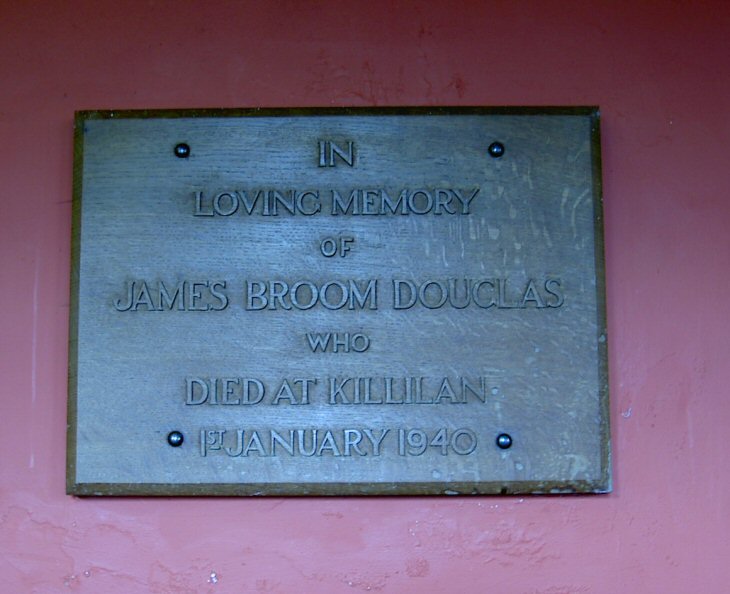 IN
LOVING MEMORY
OF
JAMES BROOM DOUGLAS
WHO
DIED AT KILLILAN
1ST JANUARY 1940